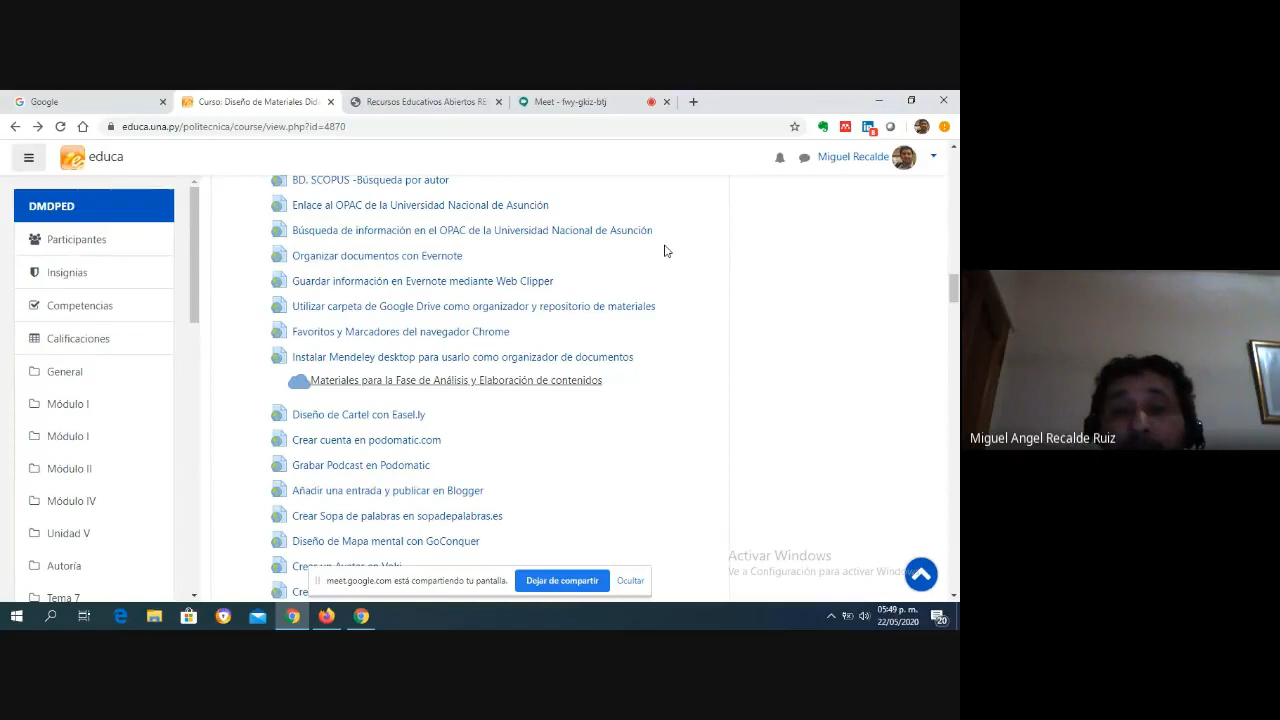 Google
Curso: Diseño de Materiales Did
Recursos Educativos Abiertos RE
Meet - fwy-gkiz-btj
educa.una.py/politecnica/course/view.php?id=4870
educa
Miguel Recalde
DMDPED
Participantes
Insignias
Competencias
Calificaciones
General
Módulo I
Módulo I
Módulo II
Módulo IV
Unidad V
Autoría
Tema 7
BD. SCOPUS -Búsqueda por autor
Enlace al OPAC de la Universidad Nacional de Asunción
Búsqueda de información en el OPAC de la Universidad Nacional de Asunción
Organizar documentos con Evernote
Guardar información en Evernote mediante Web Clipper
Utilizar carpeta de Google Drive como organizador y repositorio de materiales
Favoritos y Marcadores del navegador Chrome
Instalar Mendeley desktop para usarlo como organizador de documentos
Materiales para la Fase de Análisis y Elaboración de contenidos
Diseño de Cartel con Easel.ly
Crear cuenta en podomatic.com
Grabar Podcast en Podomatic
Añadir una entrada y publicar en Blogger
Crear Sopa de palabras en sopadepalabras.es
Diseño de Mapa mental con GoConquer
Crear un Avatar en Voki
Cre
meet.google.com está compartiendo tu pantalla.
Dejar de compartir
Ocultar
Activar Windows
Ve a Configuración para activar Windows
05:49 p. m.
22/05/2020
20
Miguel Angel Recalde Ruiz